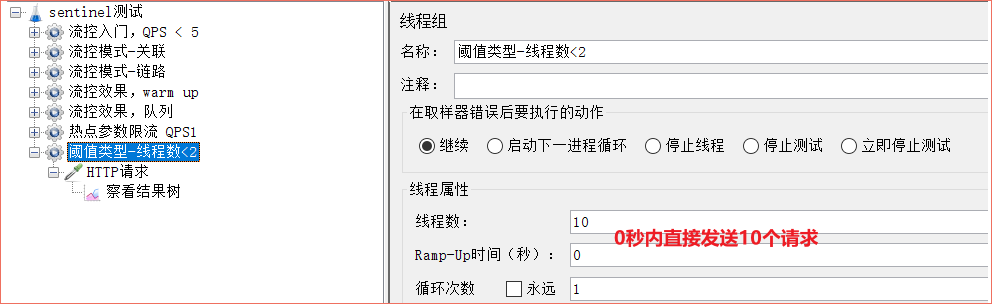 sentinel测试
流控入门，QPS < 5
流控模式-关联
流控模式-链路
流控效果，warm up
流控效果，队列
热点参数限流 QPS1
阈值类型-线程数<2
HTTP请求
察看结果树
线程组
名称： 阈值类型-线程数<2
注释：
在取样器错误后要执行的动作
继续 启动下一进程循环 停止线程 停止测试 立即停止测试
线程属性
线程数： 10
0秒内直接发送10个请求
Ramp-Up时间（秒）： 0
循环次数 永远 1